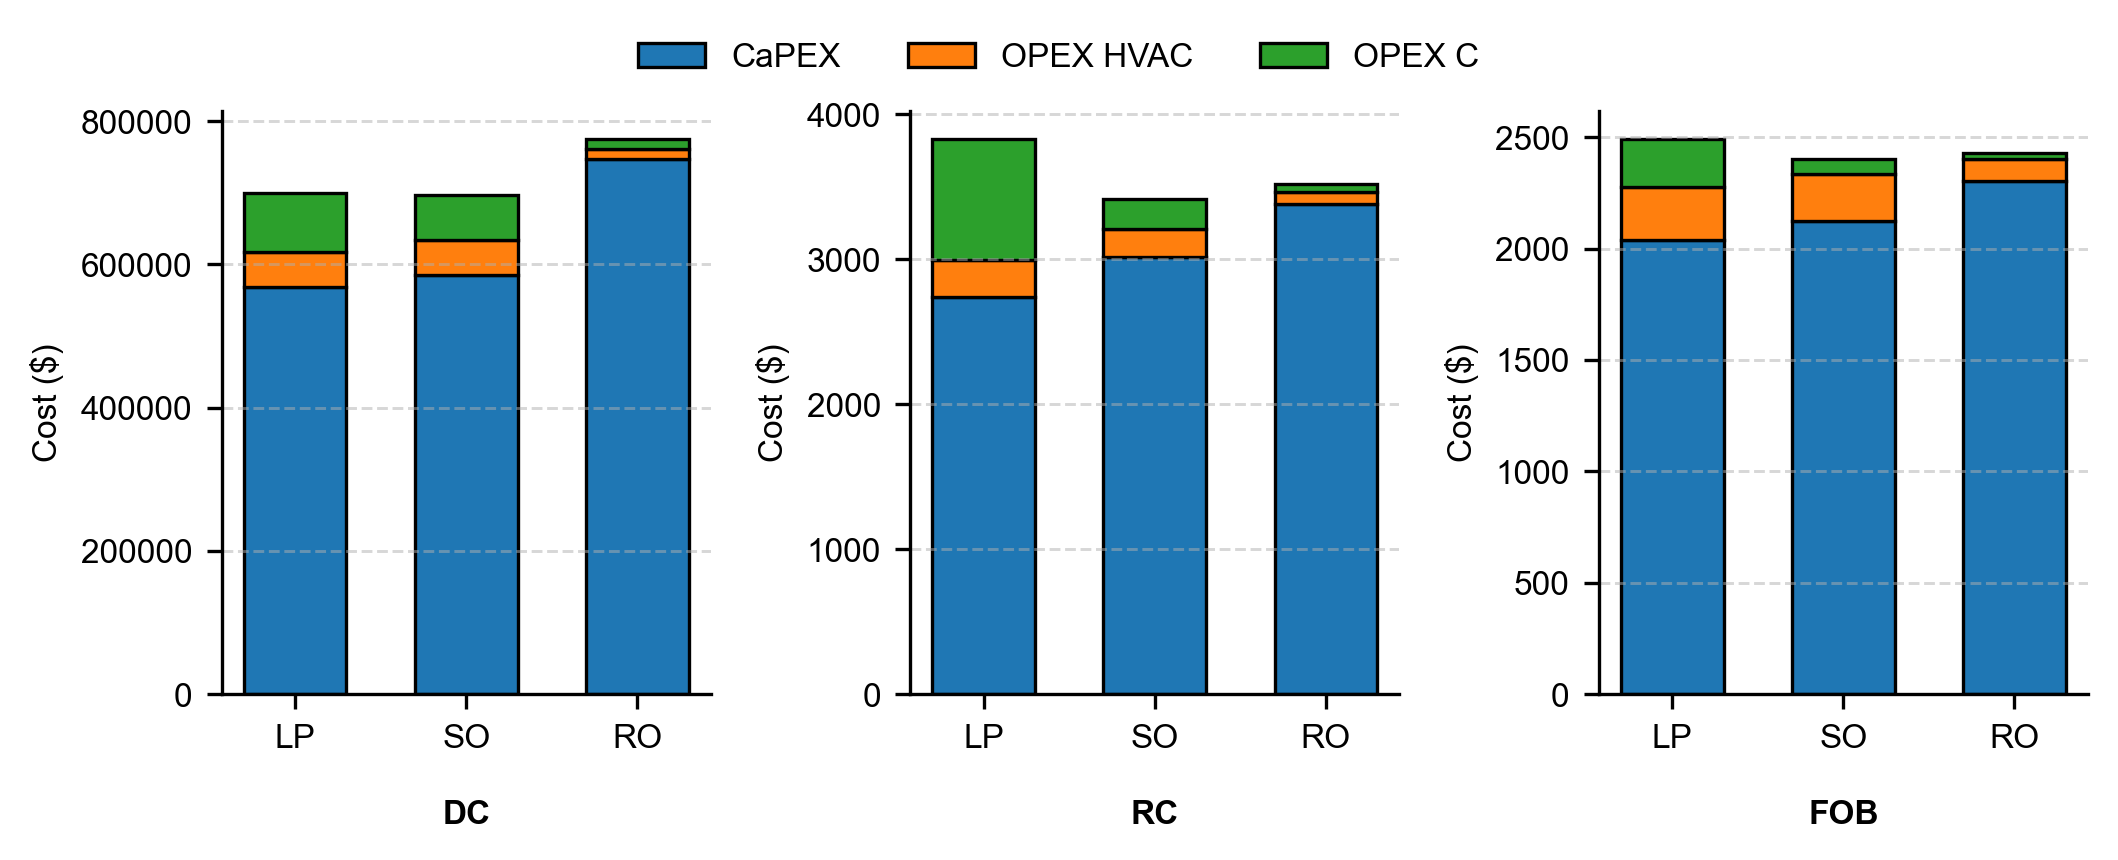 CaPEX OPEX HVAC OPEX C
Cost ($)
800000
600000
400000
200000
0
LP SO RO
DC
Cost ($)
4000
3000
2000
1000
0
LP SO RO
RC
Cost ($)
2500
2000
1500
1000
500
0
LP SO RO
FOB